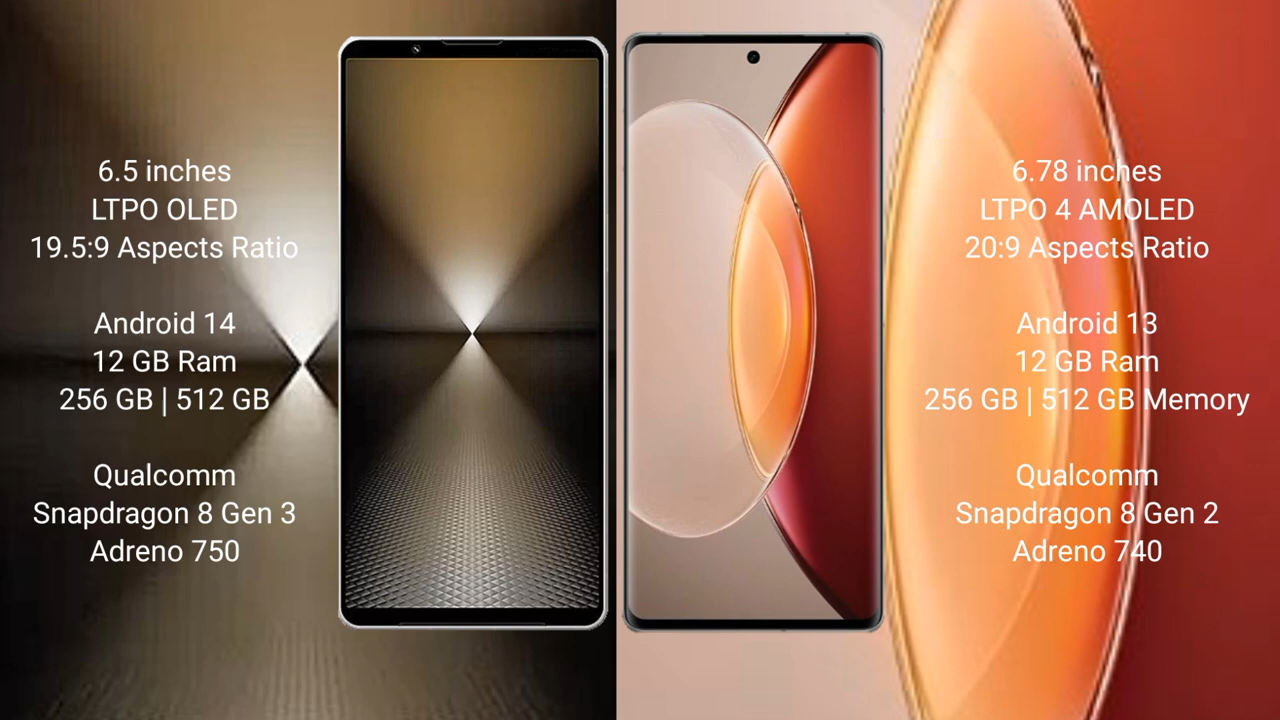 6.5 inches
LTPO OLED
19.5:9 Aspects Ratio
Android 14
12 GB Ram
256 GB | 512 GB
Qualcomm
Snapdragon 8 Gen 3
Adreno 750
6.78 inches
LTPO 4 AMOLED
20:9 Aspects Ratio
Android 13
12 GB Ram
256 GB | 512 GB Memory
Qualcomm
Snapdragon 8 Gen 2
Adreno 740